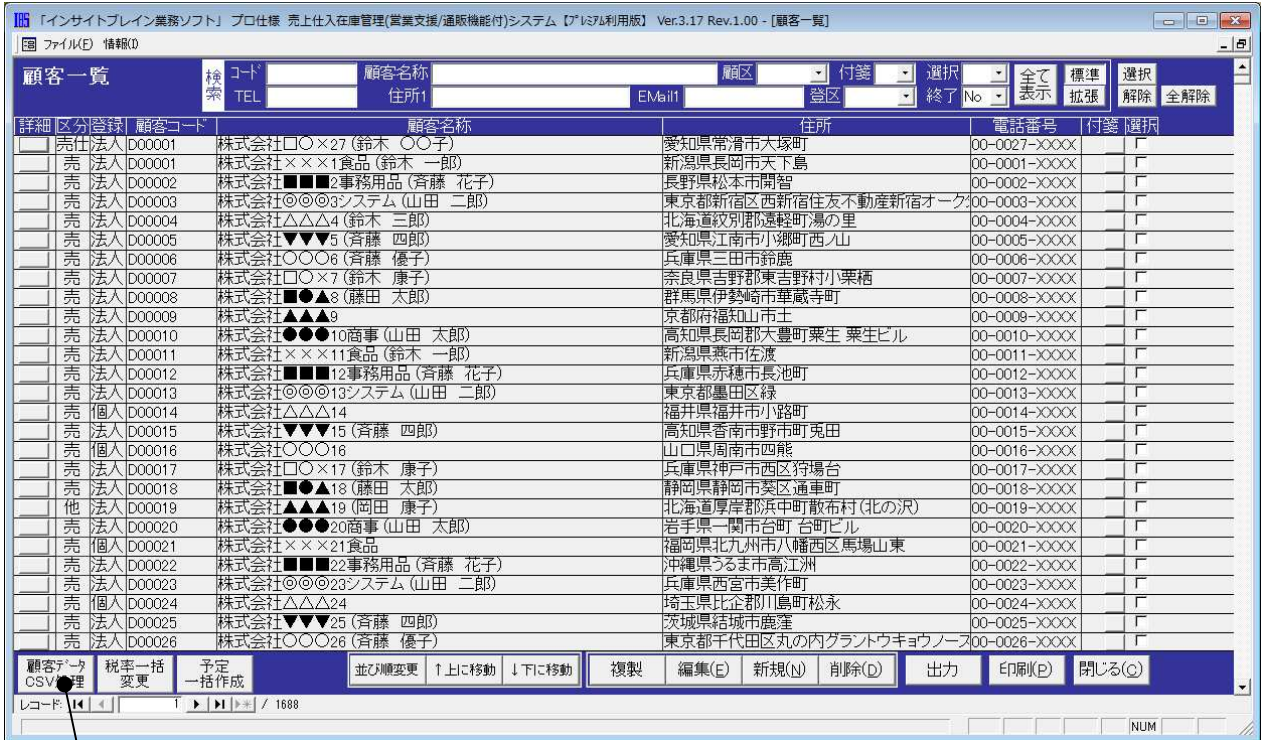 「インサイトブレイン業務ソフト」 プロ仕様 売上仕入在庫管理(営業支援/通販機能付)システム【プレミアム利用版】 Ver.3.17 Rev.1.00 - [顧客一覧]
ファイル(F) 情報(I)
顧客一覧 検索 コード 顧客名称 顧区 付箋 選択 全て表示 標準 選択
TEL 住所1 EMail1 登区 終了 No 拡張 解除 全解除
詳細 区分 登録 顧客コード 顧客名称 住所 電話番号 付箋 選択
売仕 法人 D00001 株式会社□○×27(鈴木 ○○子) 愛知県常滑市大塚町 00-0027-XXXX
売 法人 D00001 株式会社×××1食品(鈴木 一郎) 新潟県長岡市天下島 00-0001-XXXX
売 法人 D00002 株式会社■■■2事務用品(斉藤 花子) 長野県松本市開智 00-0002-XXXX
売 法人 D00003 株式会社◎◎◎3システム(山田 二郎) 東京都新宿区西新宿住友不動産新宿オーク 00-0003-XXXX
売 法人 D00004 株式会社△△△4(鈴木 三郎) 北海道紋別郡遠軽町湯の里 00-0004-XXXX
売 法人 D00005 株式会社▼▼▼5(斉藤 四郎) 愛知県江南市小郷町西ノ山 00-0005-XXXX
売 法人 D00006 株式会社○○○6(斉藤 優子) 兵庫県三田市鈴鹿 00-0006-XXXX
売 法人 D00007 株式会社□○×7(鈴木 康子) 奈良県吉野郡東吉野村小栗栖 00-0007-XXXX
売 法人 D00008 株式会社■●▲8(藤田 太郎) 群馬県伊勢崎市華蔵寺町 00-0008-XXXX
売 法人 D00009 株式会社▲▲▲9 京都府福知山市土 00-0009-XXXX
売 法人 D00010 株式会社●●●10商事(山田 太郎) 高知県長岡郡大豊町粟生 粟生ビル 00-0010-XXXX
売 法人 D00011 株式会社×××11食品(鈴木 一郎) 新潟県燕市佐渡 00-0011-XXXX
売 法人 D00012 株式会社■■■12事務用品(斉藤 花子) 兵庫県赤穂市長池町 00-0012-XXXX
売 法人 D00013 株式会社◎◎◎13システム(山田 二郎) 東京都墨田区緑 00-0013-XXXX
売 個人 D00014 株式会社△△△14 福井県福井市小路町 00-0014-XXXX
売 法人 D00015 株式会社▼▼▼15(斉藤 四郎) 高知県香南市野市町兎田 00-0015-XXXX
売 個人 D00016 株式会社○○○16 山口県周南市四熊 00-0016-XXXX
売 法人 D00017 株式会社□○×17(鈴木 康子) 兵庫県神戸市西区狩場台 00-0017-XXXX
売 法人 D00018 株式会社■●▲18(藤田 太郎) 静岡県静岡市葵区通車町 00-0018-XXXX
他 法人 D00019 株式会社▲▲▲19(岡田 康子) 北海道厚岸郡浜中町散布村(北の沢) 00-0019-XXXX
売 法人 D00020 株式会社●●●20商事(山田 太郎) 岩手県一関市台町 台町ビル 00-0020-XXXX
売 個人 D00021 株式会社×××21食品 福岡県北九州市八幡西区馬場山東 00-0021-XXXX
売 法人 D00022 株式会社■■■22事務用品(斉藤 花子) 沖縄県うるま市高江洲 00-0022-XXXX
売 法人 D00023 株式会社◎◎◎23システム(山田 二郎) 兵庫県西宮市美作町 00-0023-XXXX
売 個人 D00024 株式会社△△△24 埼玉県比企郡川島町松永 00-0024-XXXX
売 法人 D00025 株式会社▼▼▼25(斉藤 四郎) 茨城県結城市鹿窪 00-0025-XXXX
売 法人 D00026 株式会社○○○26(斉藤 優子) 東京都千代田区丸の内グラントウキョウノース 00-0026-XXXX
顧客データ 税率一括 予定 並び順変更 ↑上に移動 ↓下に移動 複製 編集(E) 新規(N) 削除(D) 出力 印刷(P) 閉じる(C)
CSV処理 変更 一括作成
レコード: 1 / 1688
NUM